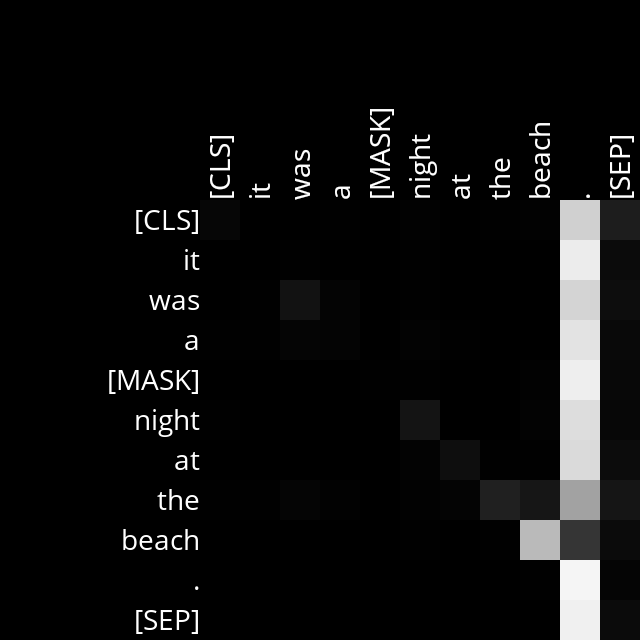 [CLS] it was a [MASK] night at the beach . [SEP]
[CLS]
it
was
a
[MASK]
night
at
the
beach
.
[SEP]